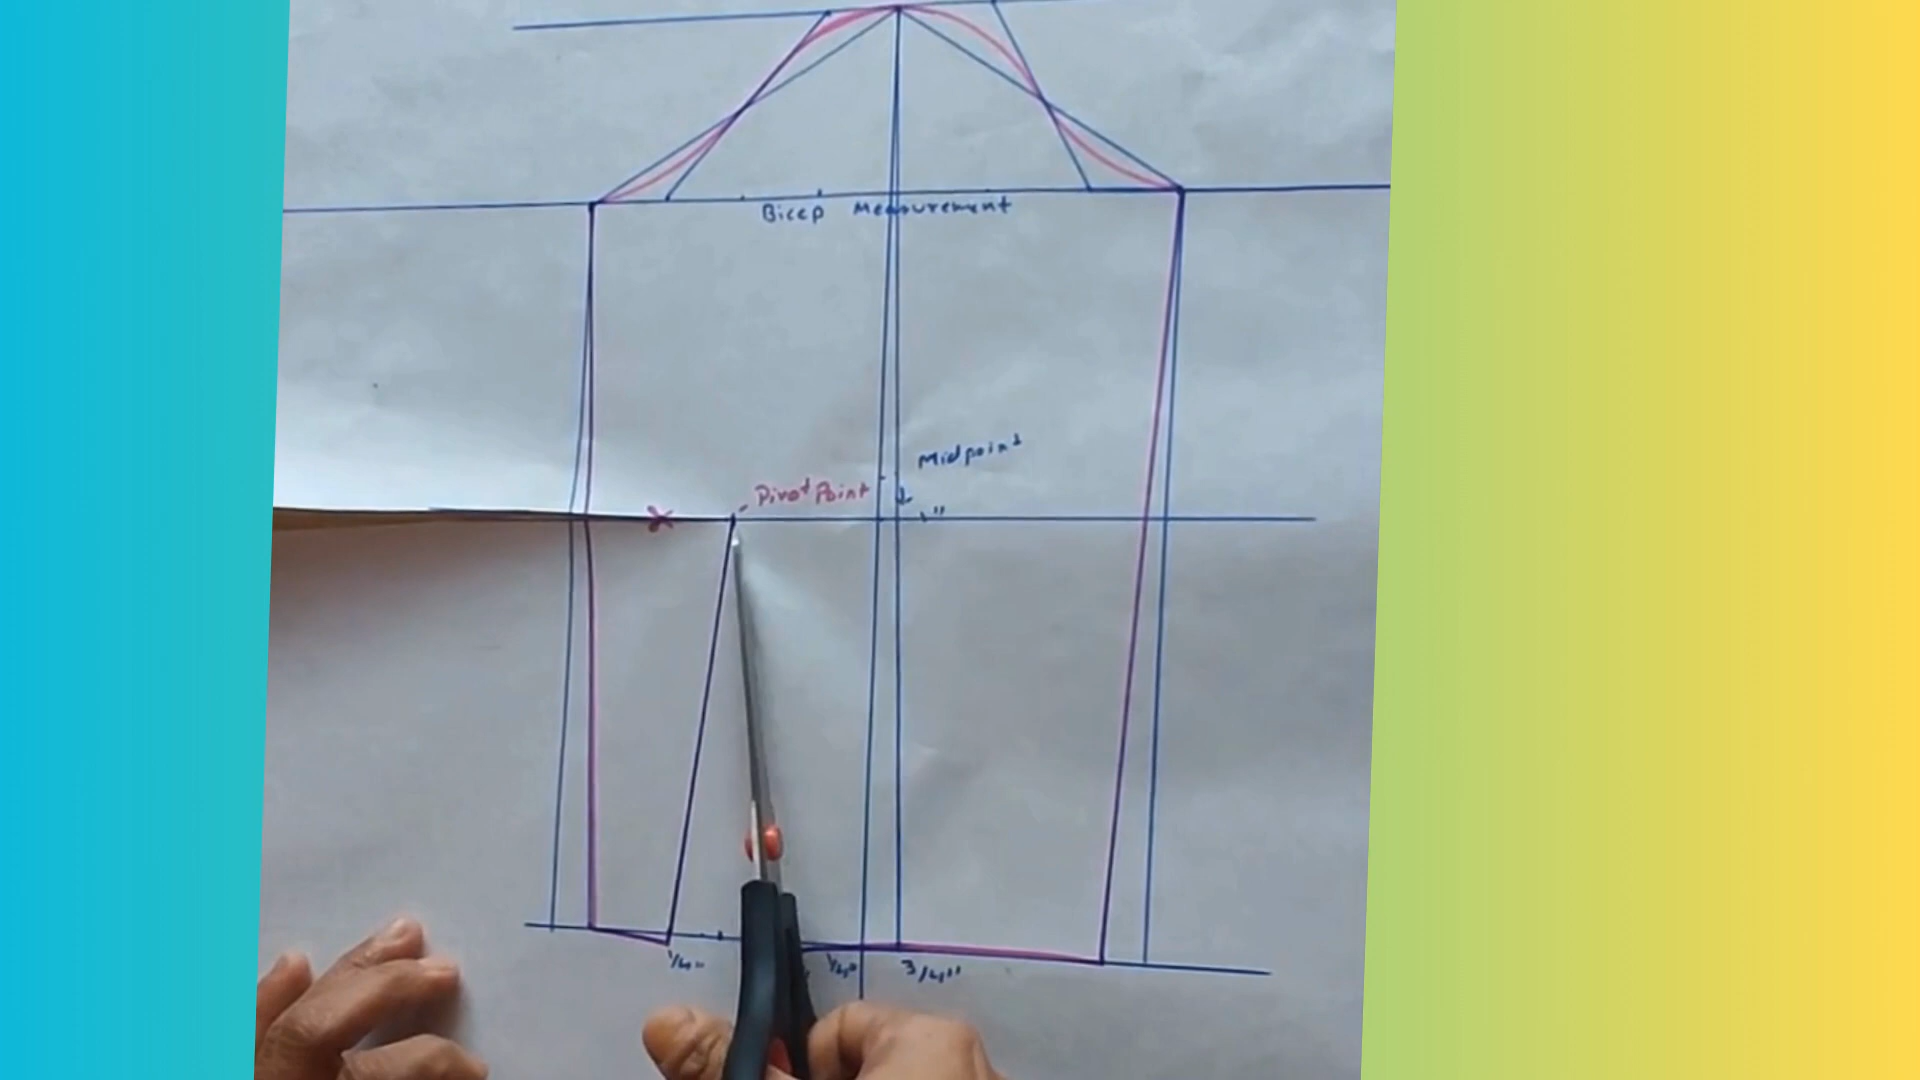 Bicep Measurement
Midpoint
Pivot Point
1"
1/4"
1/4"
3/4"